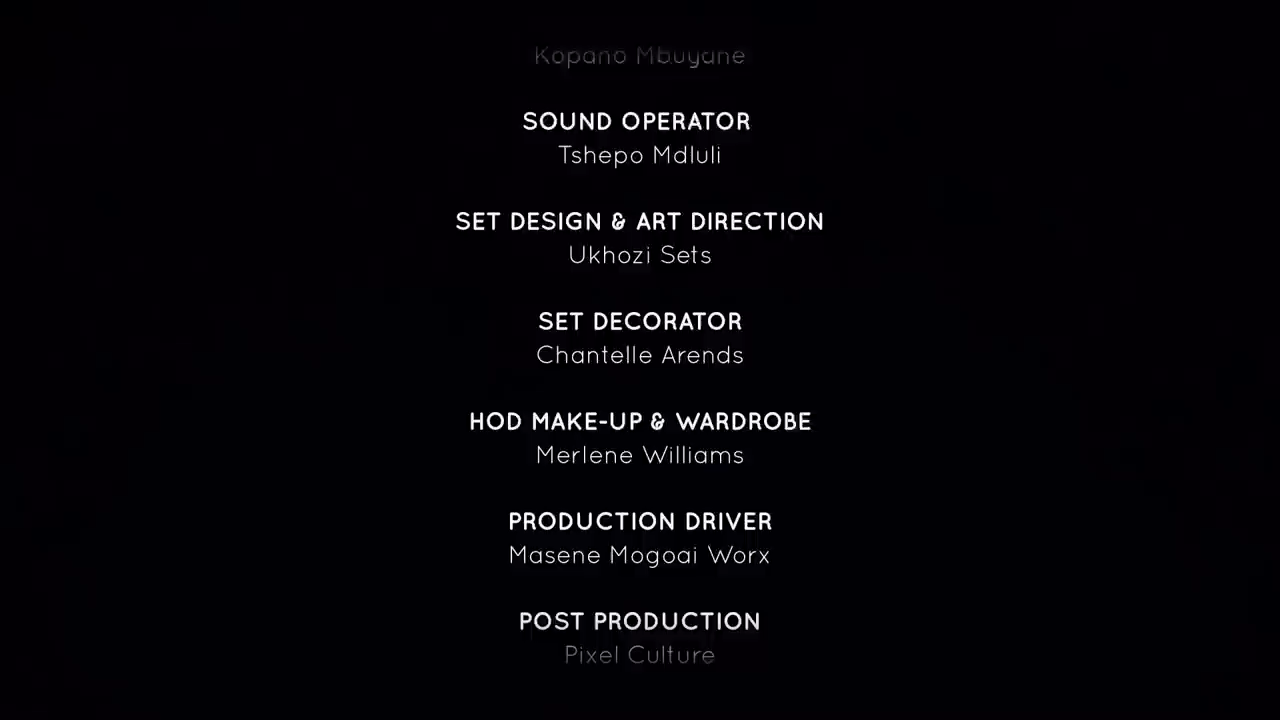 Kopano Mbuyane
SOUND OPERATOR
Tshepo Mdluli
SET DESIGN & ART DIRECTION
Ukhozi Sets
SET DECORATOR
Chantelle Arends
HOD MAKE-UP & WARDROBE
Merlene Williams
PRODUCTION DRIVER
Masene Mogoai Worx
POST PRODUCTION
Pixel Culture